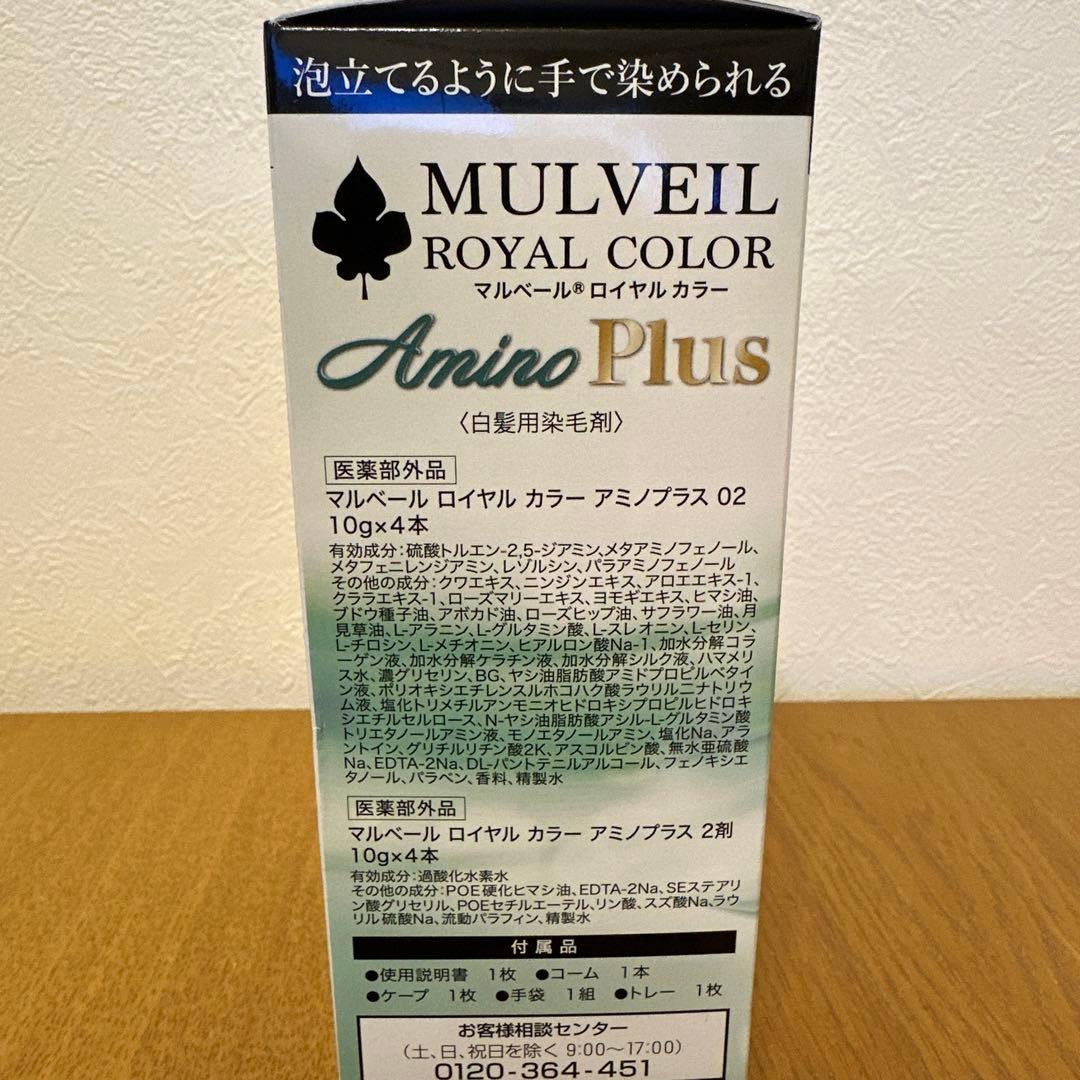 泡立てるように手で染められる
MULVEIL
ROYAL COLOR
マルベール® ロイヤル カラー
Amino Plus
〈白髪用染毛剤〉
医薬部外品
マルベール ロイヤル カラー アミノプラス 02
10g×4本
有効成分:硫酸トルエン-2,5-ジアミン、メタアミノフェノール、
メタフェニレンジアミン、レゾルシン、パラアミノフェノール
その他の成分:クワエキス、ニンジンエキス、アロエエキス-1、
クララエキス-1、ローズマリーエキス、ヨモギエキス、ヒマシ油、
ブドウ種子油、アボカド油、ローズヒップ油、サフラワー油、月
見草油、L-アラニン、L-グルタミン酸、L-スレオニン、L-セリン、
L-チロシン、L-メチオニン、ヒアルロン酸Na-1、加水分解コラ
ーゲン液、加水分解ケラチン液、加水分解シルク液、ハマメリ
ス水、濃グリセリン、BG、ヤシ油脂肪酸アミドプロピルベタイ
ン液、ポリオキシエチレンスルホコハク酸ラウリル二ナトリウ
ム液、塩化トリメチルアンモニオヒドロキシプロピルヒドロキ
シエチルセルロース、N-ヤシ油脂肪酸アシル-L-グルタミン酸
トリエタノールアミン液、モノエタノールアミン、塩化Na、アラ
ントイン、グリチルリチン酸2K、アスコルビン酸、無水亜硫酸
Na、EDTA-2Na、DL-パントテニルアルコール、フェノキシエ
タノール、パラベン、香料、精製水
医薬部外品
マルベール ロイヤル カラー アミノプラス 2剤
10g×4本
有効成分:過酸化水素水
その他の成分:POE硬化ヒマシ油、EDTA-2Na、SEステアリ
ン酸グリセリル、POEセチルエーテル、リン酸、スズ酸Na、ラウ
リル硫酸Na、流動パラフィン、精製水
付属品
●使用説明書 1枚 ●コーム 1本
●ケープ 1枚 ●手袋 1組 ●トレー 1枚
お客様相談センター
(土、日、祝日を除く 9:00〜17:00)
0120-364-451